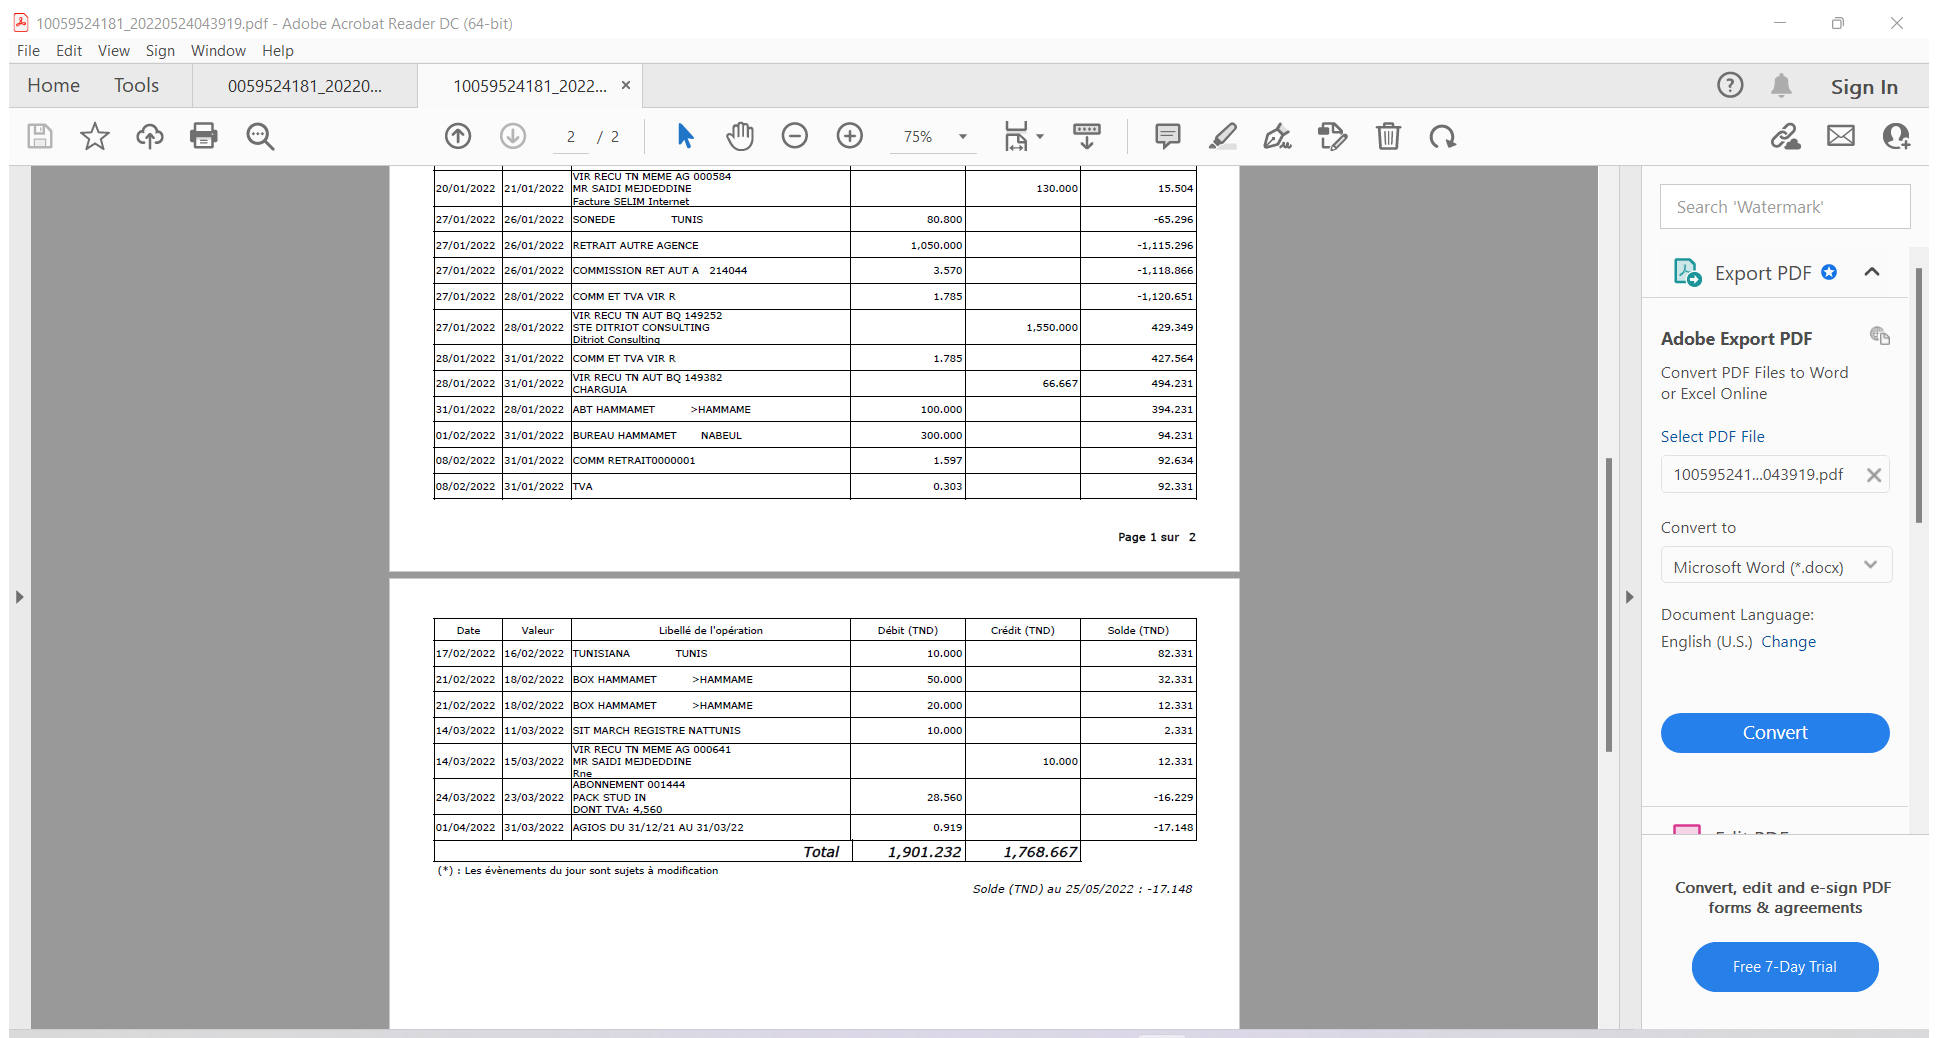 10059524181_20220524043919.pdf - Adobe Acrobat Reader DC (64-bit)
File Edit View Sign Window Help
Home Tools 0059524181_20220... 10059524181_2022... Sign In
2 / 2 75%
20/01/2022 21/01/2022 VIR RECU TN MEME AG 000584
MR SAIDI MEJDEDDINE 130.000 15.504
Facture SELIM Internet
27/01/2022 26/01/2022 SONEDE TUNIS 80.800 -65.296
27/01/2022 26/01/2022 RETRAIT AUTRE AGENCE 1,050.000 -1,115.296
27/01/2022 26/01/2022 COMMISSION RET AUT A 214044 3.570 -1,118.866
27/01/2022 28/01/2022 COMM ET TVA VIR R 1.785 -1,120.651
27/01/2022 28/01/2022 VIR RECU TN AUT BQ 149252
STE DITRIOT CONSULTING 1,550.000 429.349
Ditriot Consulting
28/01/2022 31/01/2022 COMM ET TVA VIR R 1.785 427.564
28/01/2022 31/01/2022 VIR RECU TN AUT BQ 149382
CHARGUIA 66.667 494.231
31/01/2022 28/01/2022 ABT HAMMAMET >HAMMAME 100.000 394.231
01/02/2022 31/01/2022 BUREAU HAMMAMET NABEUL 300.000 94.231
08/02/2022 31/01/2022 COMM RETRAIT0000001 1.597 92.634
08/02/2022 31/01/2022 TVA 0.303 92.331
Page 1 sur 2
Date Valeur Libellé de l'opération Débit (TND) Crédit (TND) Solde (TND)
17/02/2022 16/02/2022 TUNISIANA TUNIS 10.000 82.331
21/02/2022 18/02/2022 BOX HAMMAMET >HAMMAME 50.000 32.331
21/02/2022 18/02/2022 BOX HAMMAMET >HAMMAME 20.000 12.331
14/03/2022 11/03/2022 SIT MARCH REGISTRE NATTUNIS 10.000 2.331
14/03/2022 15/03/2022 VIR RECU TN MEME AG 000641
MR SAIDI MEJDEDDINE 10.000 12.331
Rne
24/03/2022 23/03/2022 ABONNEMENT 001444
PACK STUD IN 28.560 -16.229
DONT TVA: 4,560
01/04/2022 31/03/2022 AGIOS DU 31/12/21 AU 31/03/22 0.919 -17.148
Total 1,901.232 1,768.667
(*) : Les évènements du jour sont sujets à modification
Solde (TND) au 25/05/2022 : -17.148
Search 'Watermark'
Export PDF
Adobe Export PDF
Convert PDF Files to Word
or Excel Online
Select PDF File
100595241...043919.pdf
Convert to
Microsoft Word (*.docx)
Document Language:
English (U.S.) Change
Convert
Edit PDF
Convert, edit and e-sign PDF
forms & agreements
Free 7-Day Trial